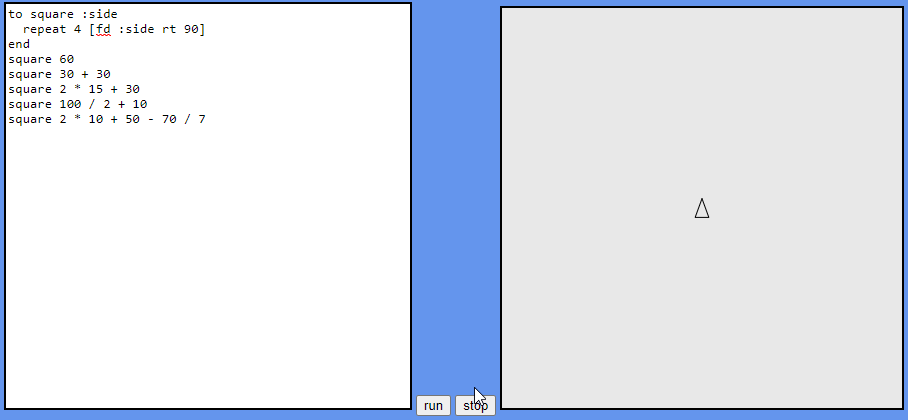 to square :side
  repeat 4 [fd :side rt 90]
end
square 60
square 30 + 30
square 2 * 15 + 30
square 100 / 2 + 10
square 2 * 10 + 50 - 70 / 7
run
stop